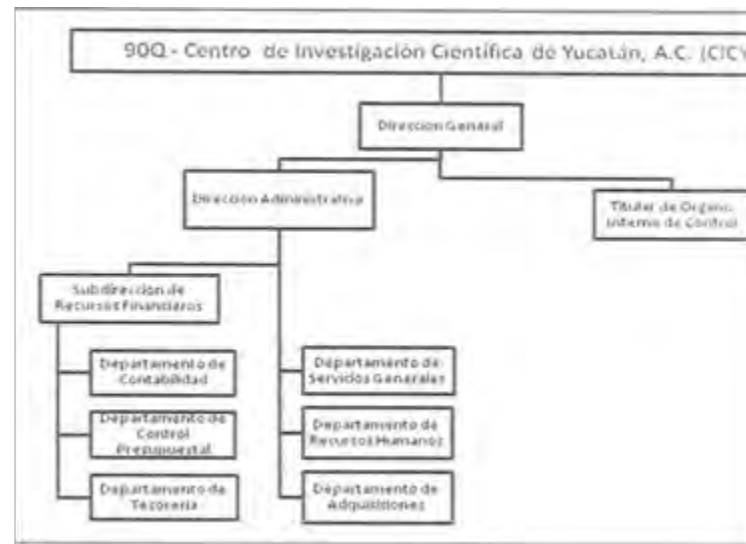 90Q - Centro de Investigación Científica de Yucatán, A.C. (CICY
Dirección General
Dirección Administrativa
Titular de Organo
Interno de Control
Subdirección de
Recursos Financieros
Departamento de
Contabilidad
Departamento de
Servicios Generales
Departamento de
Control
Presupuestal
Departamento de
Recursos Humanos
Departamento de
Tesorería
Departamento de
Adquisiciones